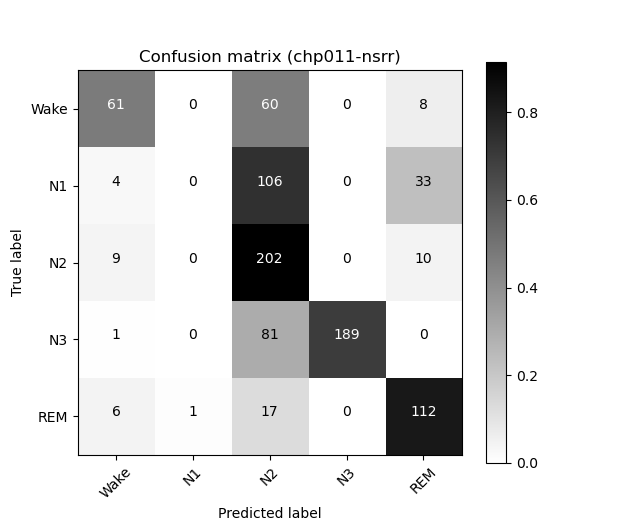 Confusion matrix (chp011-nsrr)
Wake 61 0 60 0 8
N1 4 0 106 0 33
N2 9 0 202 0 10
N3 1 0 81 189 0
REM 6 1 17 0 112
Wake N1 N2 N3 REM
Predicted label
True label
0.8
0.6
0.4
0.2
0.0